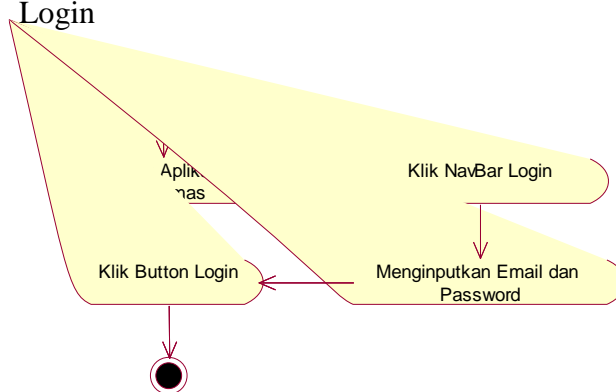 Login
Klik NavBar Login
Klik Button Login
Menginputkan Email dan
Password